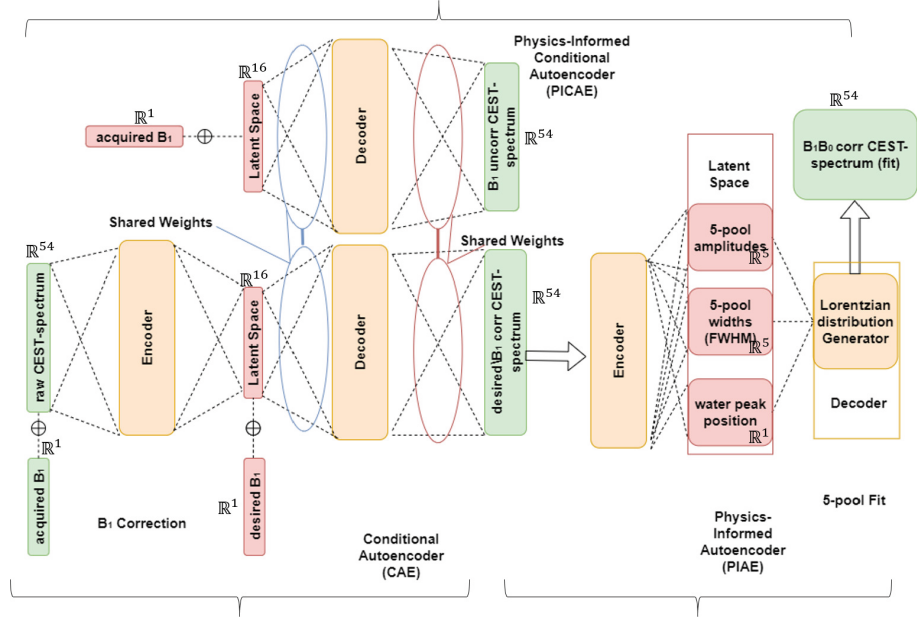 Physics-Informed
Conditional
Autoencoder
(PICAE)
ℝ¹
acquired B₁
ℝ¹⁶
Latent Space
Decoder
B₁ uncorr CEST-
spectrum
ℝ⁵⁴
Shared Weights
Shared Weights
ℝ⁵⁴
raw CEST-spectrum
ℝ¹
acquired B₁
Encoder
B₁ Correction
ℝ¹⁶
Latent Space
ℝ¹
desired B₁
Decoder
desired\B₁ corr CEST-
spectrum
ℝ⁵⁴
Conditional
Autoencoder
(CAE)
Encoder
Latent
Space
5-pool
amplitudes
ℝ⁵
5-pool
widths
(FWHM)
ℝ⁵
water peak
position
ℝ¹
ℝ⁵⁴
B₁B₀ corr CEST-
spectrum (fit)
Lorentzian
distribution
Generator
Decoder
5-pool Fit
Physics-
Informed
Autoencoder
(PIAE)